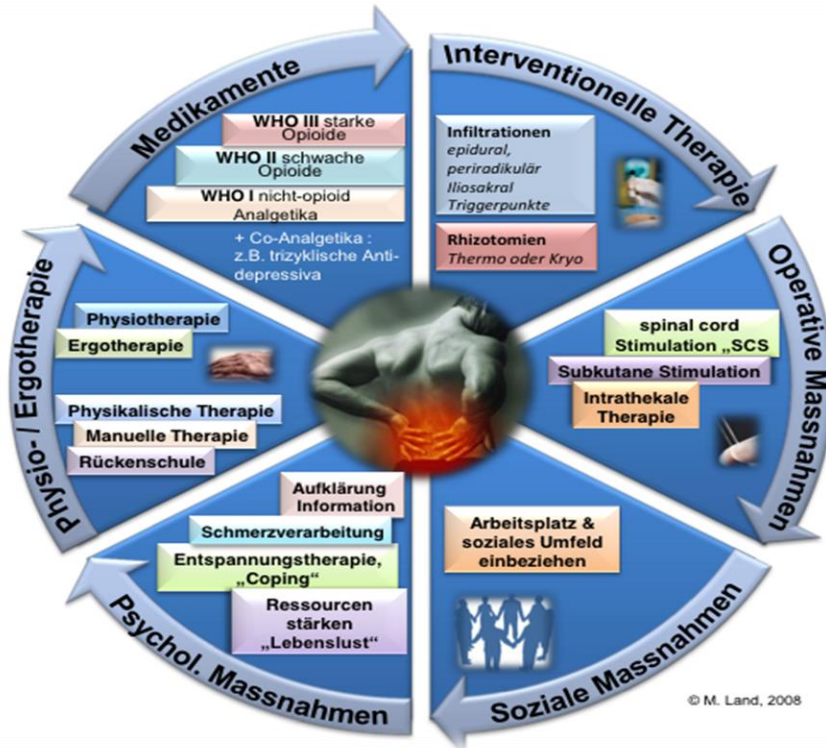 Medikamente
WHO III starke
Opioide
WHO II schwache
Opioide
WHO I nicht-opioid
Analgetika
+ Co-Analgetika :
z.B. trizyklische Anti-
depressiva
Interventionelle Therapie
Infiltrationen
epidural,
periradikulär
Iliosakral
Triggerpunkte
Rhizotomien
Thermo oder Kryo
Operative Massnahmen
spinal cord
Stimulation „SCS
Subkutane Stimulation
Intrathekale
Therapie
Soziale Massnahmen
Arbeitsplatz &
soziales Umfeld
einbeziehen
Psychol. Massnahmen
Aufklärung
Information
Schmerzverarbeitung
Entspannungstherapie,
„Coping“
Ressourcen
stärken
„Lebenslust“
Physio- / Ergotherapie
Physiotherapie
Ergotherapie
Physikalische Therapie
Manuelle Therapie
Rückenschule
© M. Land, 2008